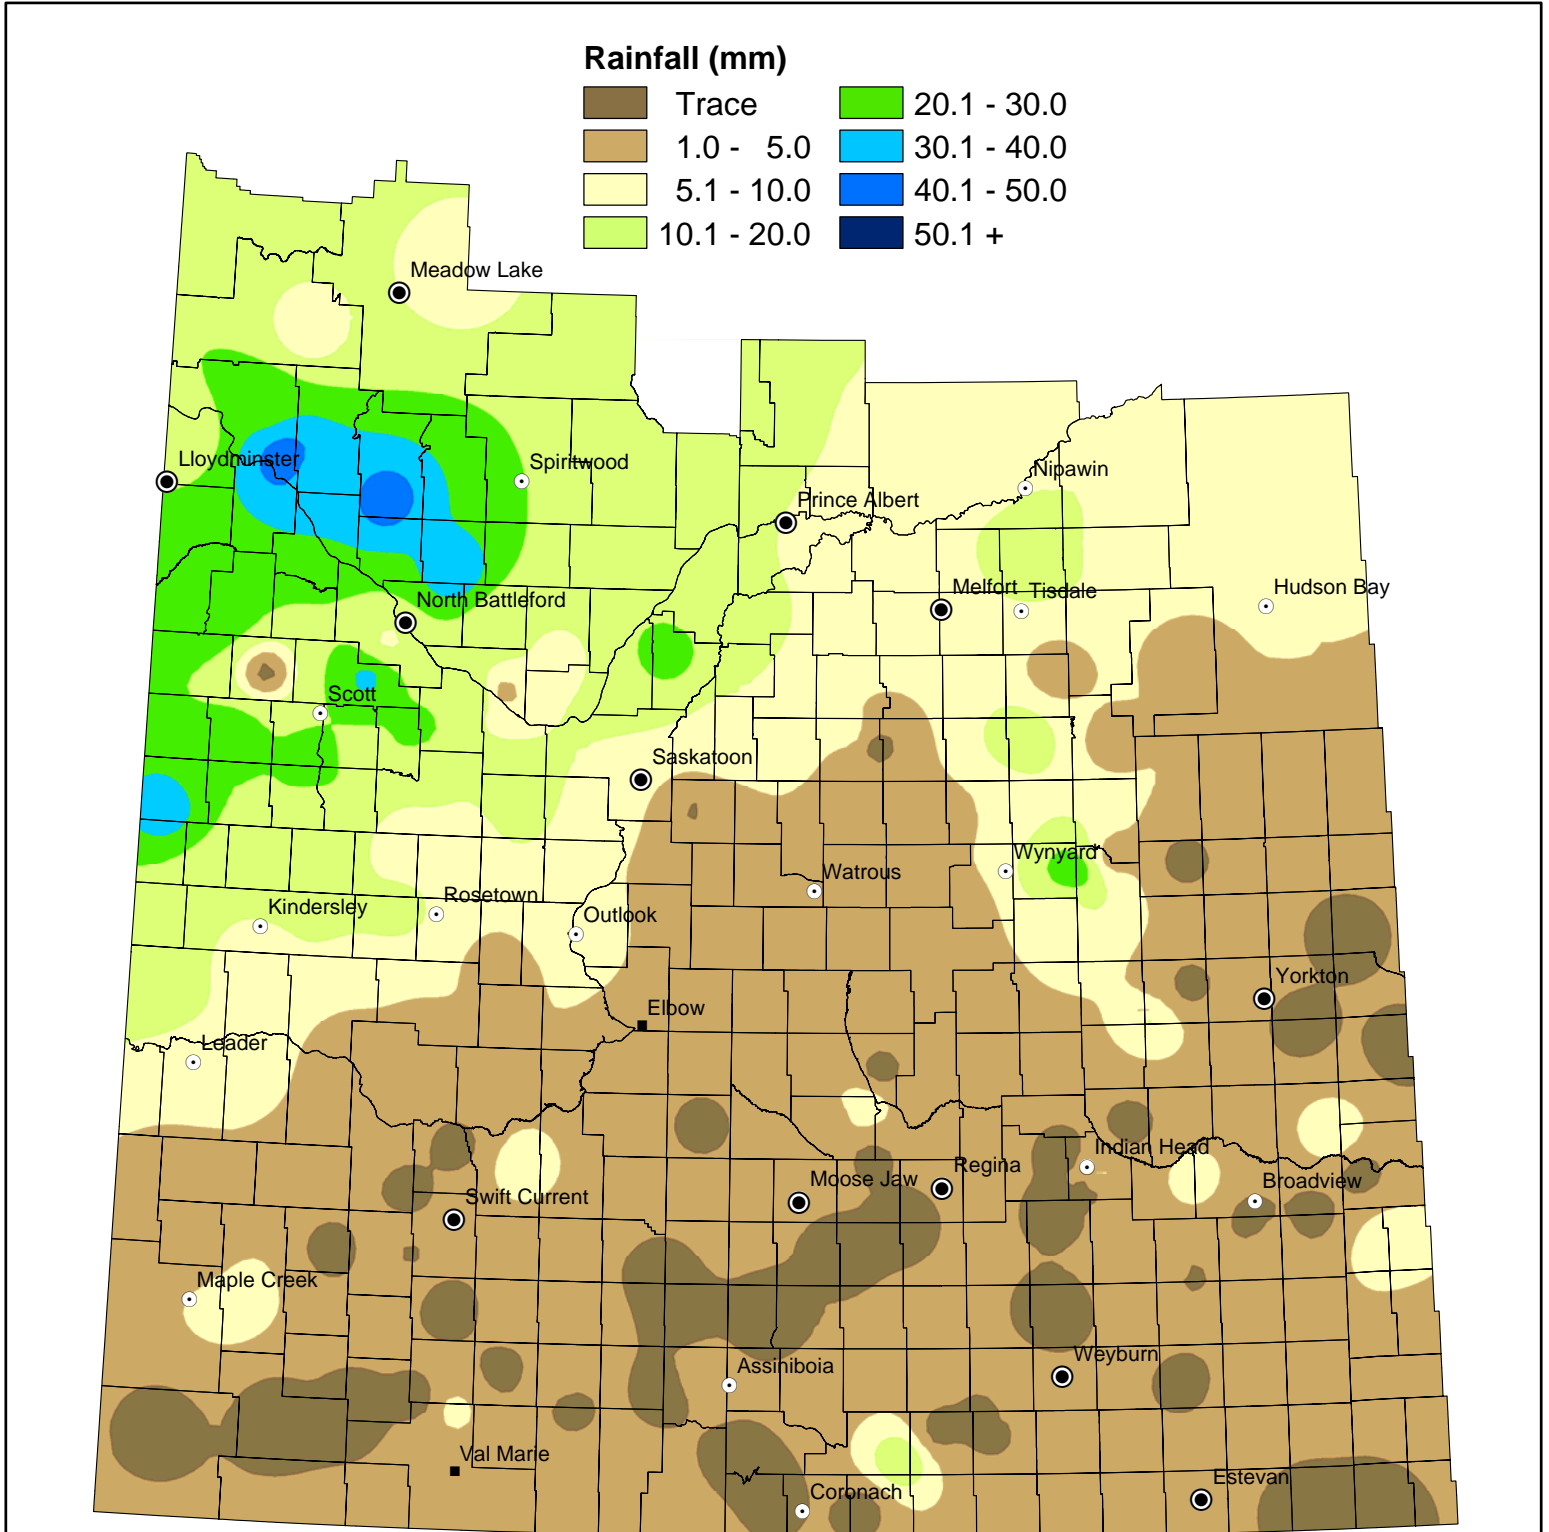 Rainfall (mm)
Trace
1.0 - 5.0
5.1 - 10.0
10.1 - 20.0
20.1 - 30.0
30.1 - 40.0
40.1 - 50.0
50.1 +
Meadow Lake
Lloydminster
Spiritwood
Nipawin
Prince Albert
North Battleford
Melfort
Tisdale
Hudson Bay
Scott
Saskatoon
Watrous
Wynyard
Kindersley
Rosetown
Outlook
Yorkton
Elbow
Leader
Indian Head
Moose Jaw
Regina
Broadview
Swift Current
Maple Creek
Assiniboia
Weyburn
Val Marie
Coronach
Estevan